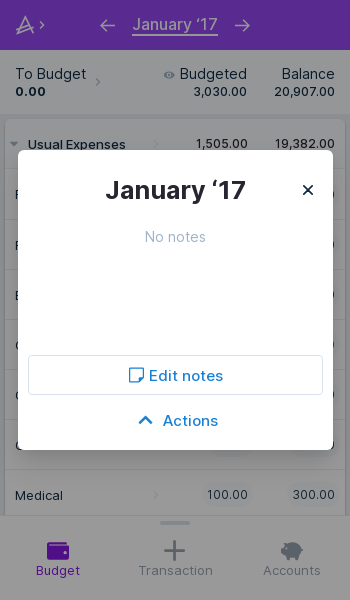 January ‘17
To Budget
0.00
Budgeted
3,030.00
Balance
20,907.00
Usual Expenses 1,505.00 19,382.00
January ‘17
No notes
Edit notes
Actions
Medical 100.00 300.00
Budget
Transaction
Accounts